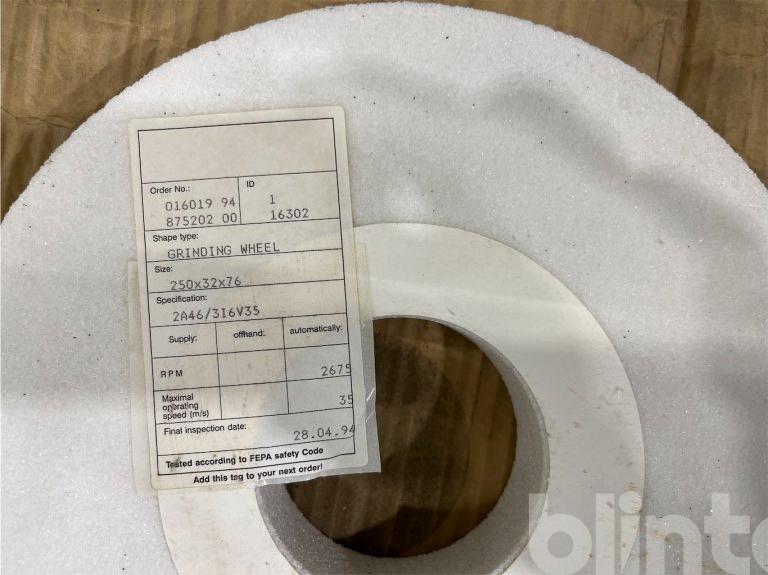 Order No.: ID
016019 94 1
875202 00 16302
Shape type:
GRINDING WHEEL
Size:
250x32x76
Specification:
2A46/3I6V35
Supply: offhand: automatically:
RPM 2675
Maximal
operating
speed (m/s) 35
Final inspection date:
28.04.94
Tested according to FEPA safety Code
Add this tag to your next order!
blinto